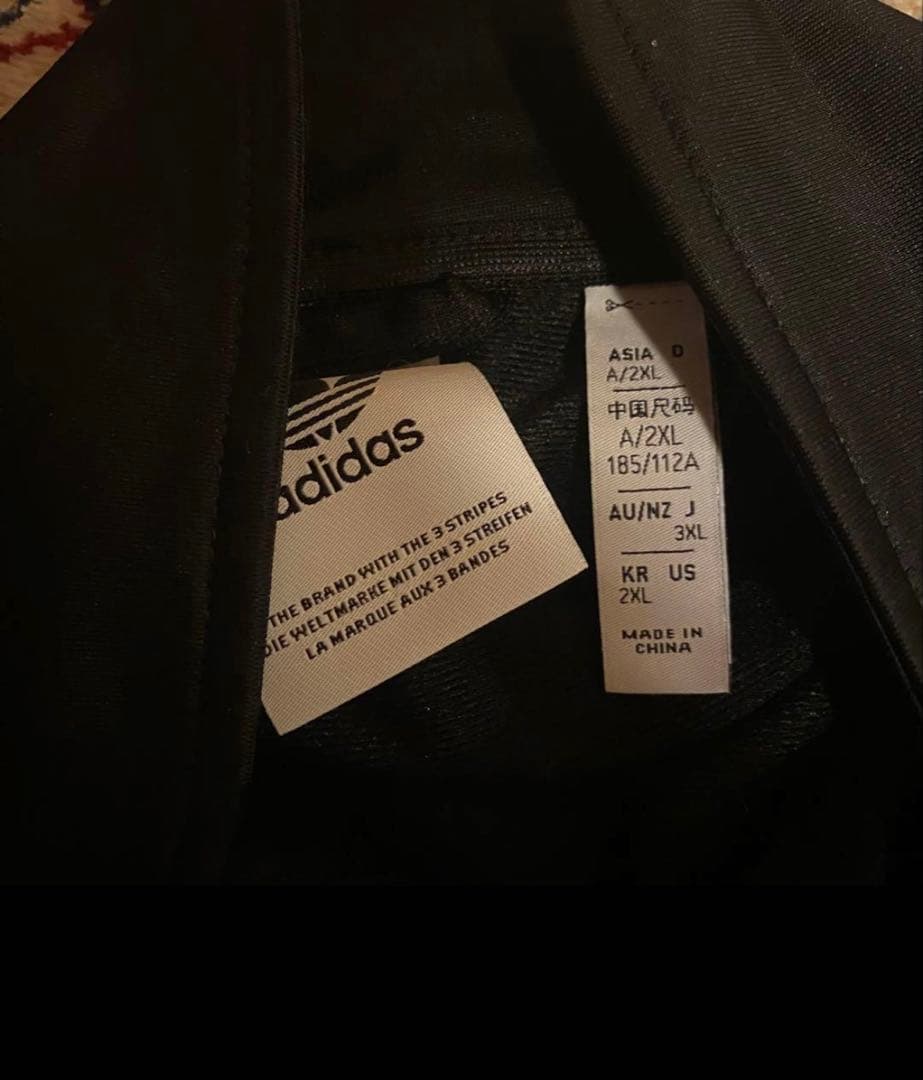 adidas
THE BRAND WITH THE 3 STRIPES
DIE WELTMARKE MIT DEN 3 STREIFEN
LA MARQUE AUX 3 BANDES
ASIA D
A/2XL
中国尺码
A/2XL
185/112A
AU/NZ J
3XL
KR US
2XL
MADE IN
CHINA